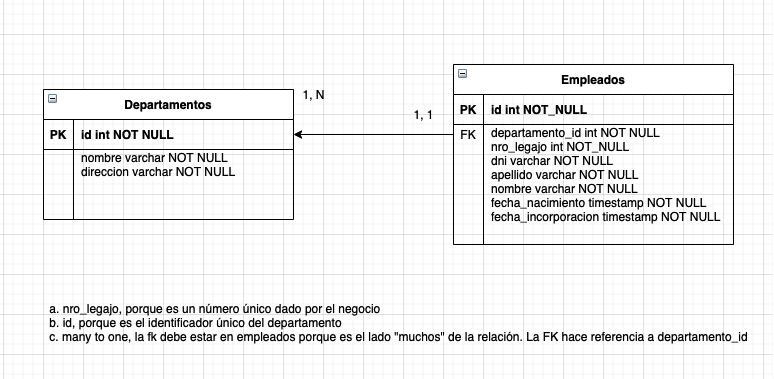 Departamentos
PK id int NOT NULL
nombre varchar NOT NULL
direccion varchar NOT NULL
1, N
1, 1
Empleados
PK id int NOT_NULL
FK departamento_id int NOT NULL
nro_legajo int NOT_NULL
dni varchar NOT NULL
apellido varchar NOT NULL
nombre varchar NOT NULL
fecha_nacimiento timestamp NOT NULL
fecha_incorporacion timestamp NOT NULL
a. nro_legajo, porque es un número único dado por el negocio
b. id, porque es el identificador único del departamento
c. many to one, la fk debe estar en empleados porque es el lado "muchos" de la relación. La FK hace referencia a departamento_id